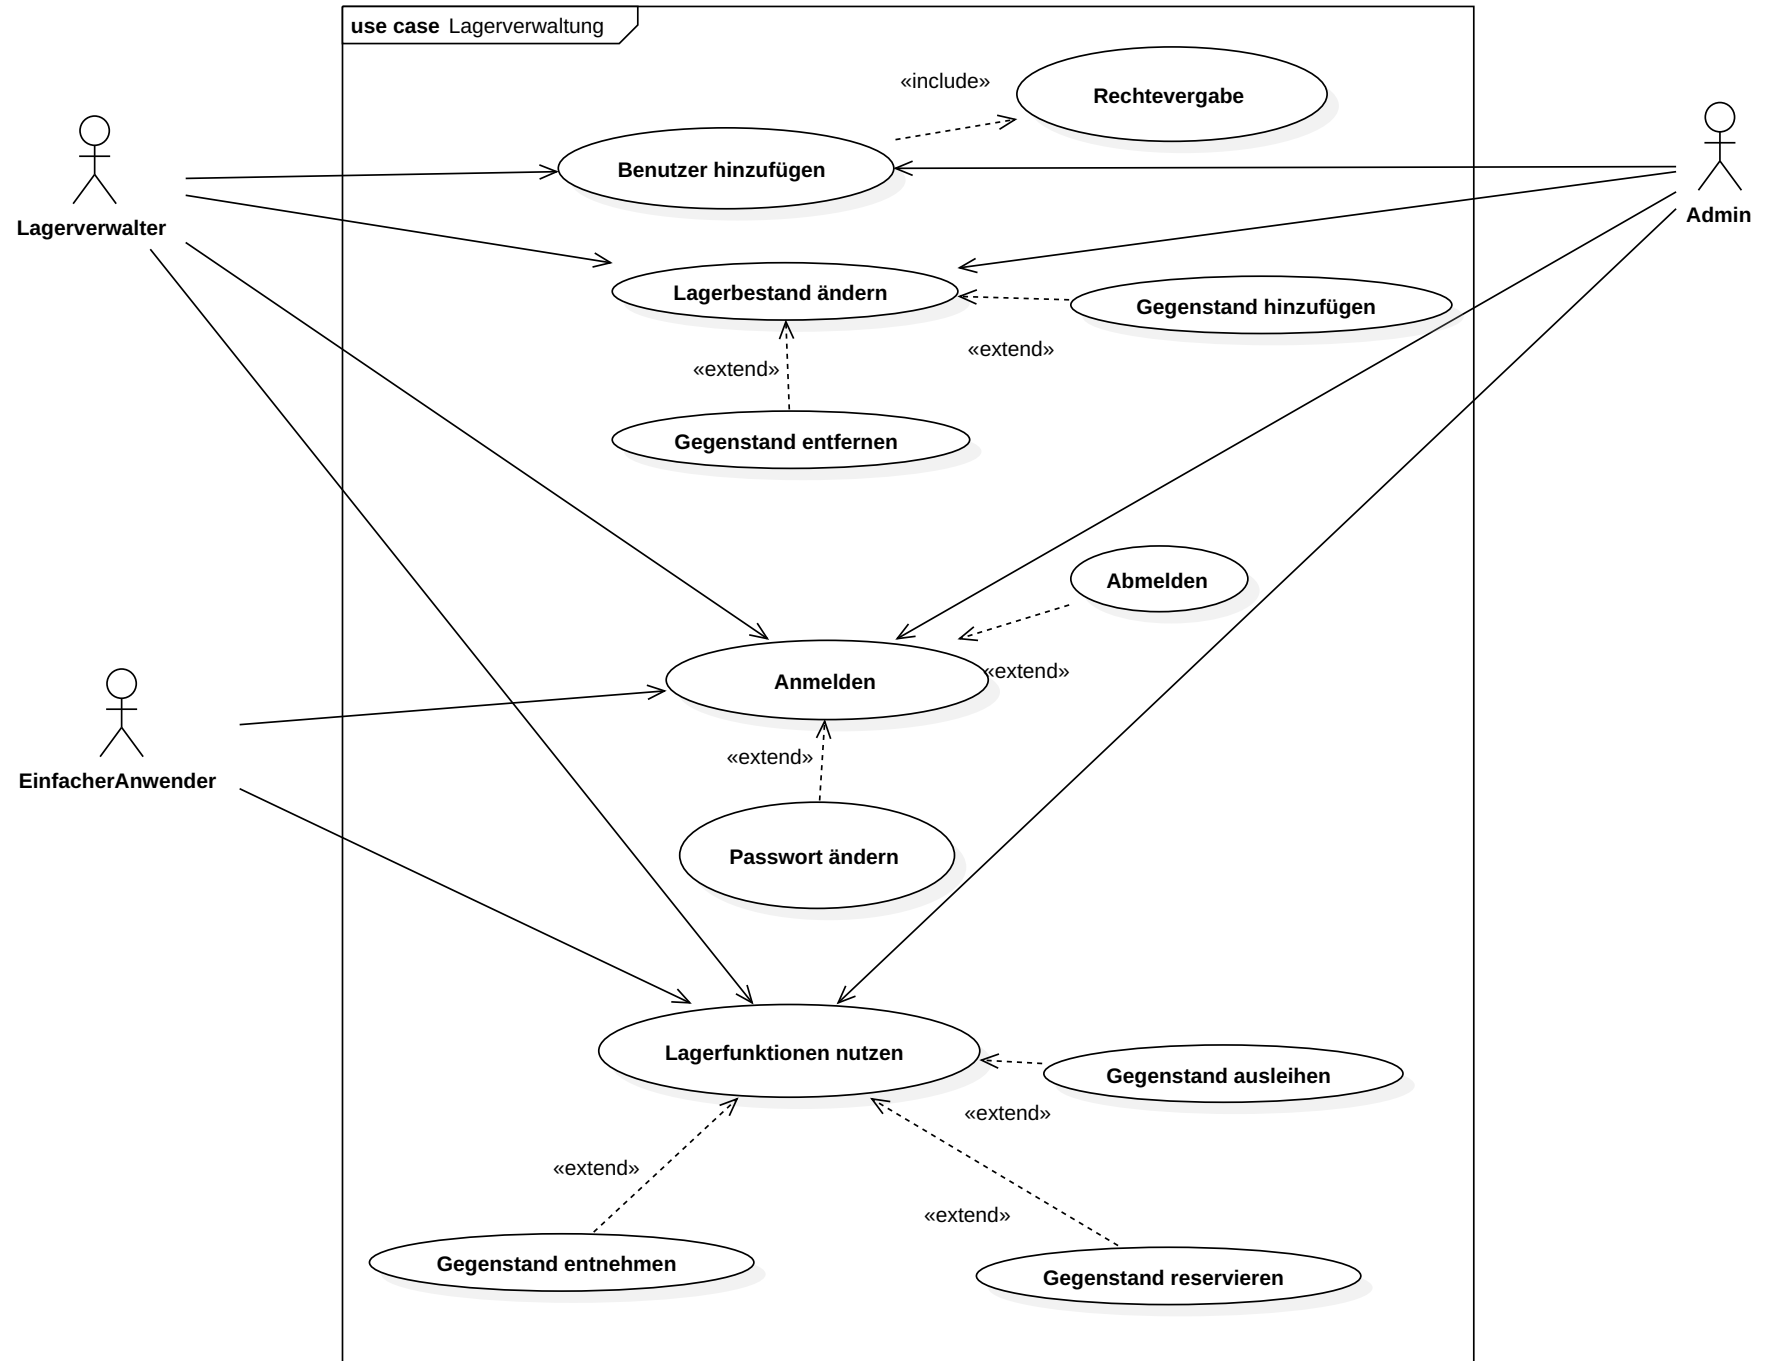 use case Lagerverwaltung
«include»
Rechtevergabe
Benutzer hinzufügen
Lagerverwalter
Admin
Lagerbestand ändern
Gegenstand hinzufügen
«extend»
«extend»
Gegenstand entfernen
Abmelden
«extend»
Anmelden
«extend»
EinfacherAnwender
Passwort ändern
Lagerfunktionen nutzen
Gegenstand ausleihen
«extend»
«extend»
«extend»
Gegenstand entnehmen
Gegenstand reservieren